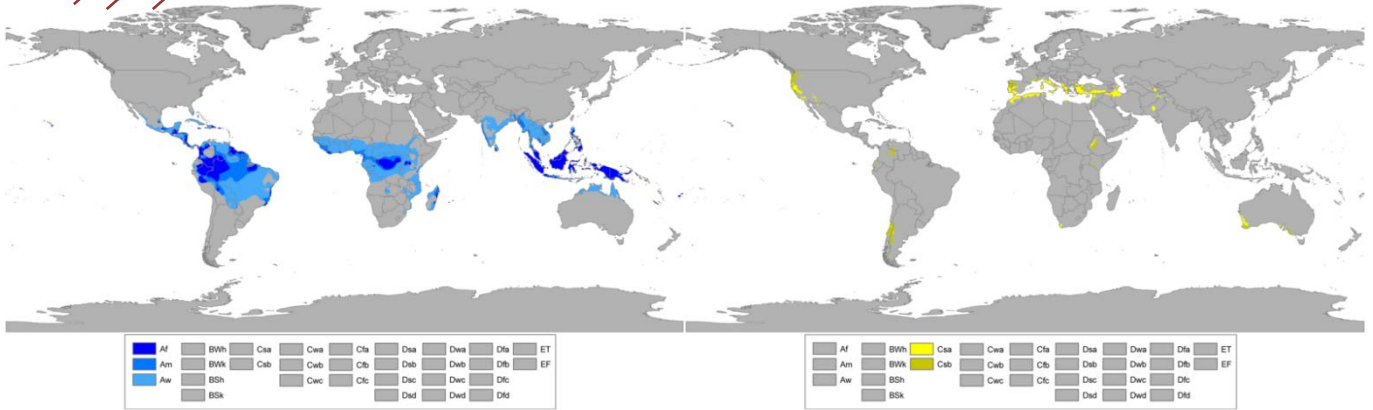 Af BWh Csa Cwa Cfa Dsa Dwa Dfa ET
Am BWk Csb Cwb Cfb Dsb Dwb Dfb EF
Aw BSh Cwc Cfc Dsc Dwc Dfc
BSk Dsd Dwd Dfd
Af BWh Csa Cwa Cfa Dsa Dwa Dfa ET
Am BWk Csb Cwb Cfb Dsb Dwb Dfb EF
Aw BSh Cwc Cfc Dsc Dwc Dfc
BSk Dsd Dwd Dfd